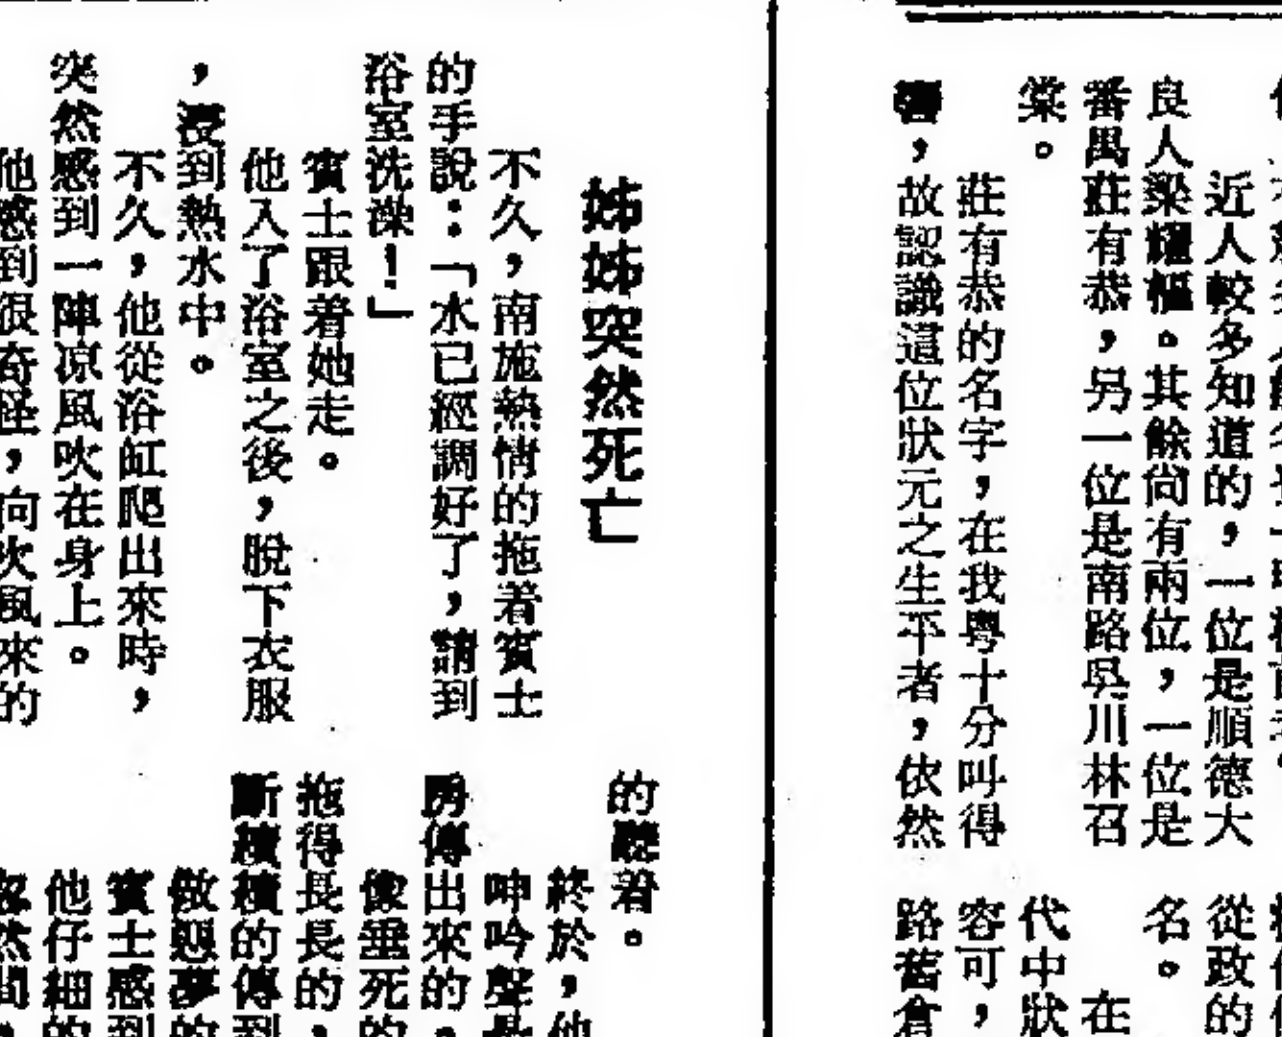 近人較多知道的，一位是順德大
良人梁耀樞。其餘尚有兩位，一位是
番禺莊有恭，另一位是南路吳川林召
棠。
莊有恭的名字，在我粵十分叫得
響，故認識這位狀元之生平者，依然
從政的
名。
在
代中狀
容可，
路舊倉
姊姊突然死亡
不久，南施熱情的拖着賓士
的手說：「水已經調好了，請到
浴室洗澡！」
賓士跟着她走。
他入了浴室之後，脫下衣服
，浸到熱水中。
不久，他從浴缸爬出來時，
突然感到一陣凉風吹在身上。
他感到很奇怪，向吹風來的
的聽着。
終於，他
呻吟聲是
房傳出來的，
像垂死的
拖得長長的，
斷續續的傳到
做惡夢的
賓士感到
他仔細的
忽然間，